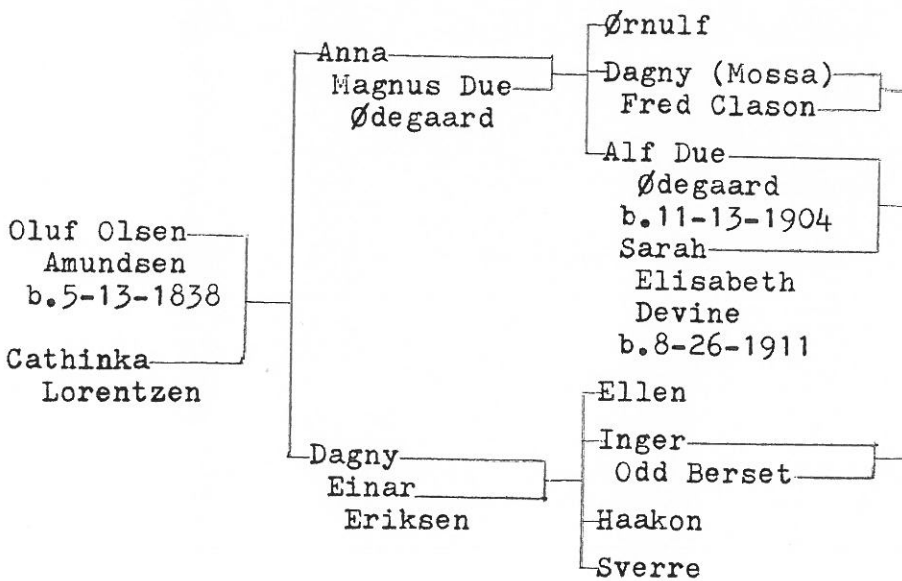 Oluf Olsen
Amundsen
b.5-13-1838
Cathinka
Lorentzen
Anna
Magnus Due
Ødegaard
Dagny
Einar
Eriksen
Ørnulf
Dagny (Mossa)
Fred Clason
Alf Due
Ødegaard
b.11-13-1904
Sarah
Elisabeth
Devine
b.8-26-1911
Ellen
Inger
Odd Berset
Haakon
Sverre